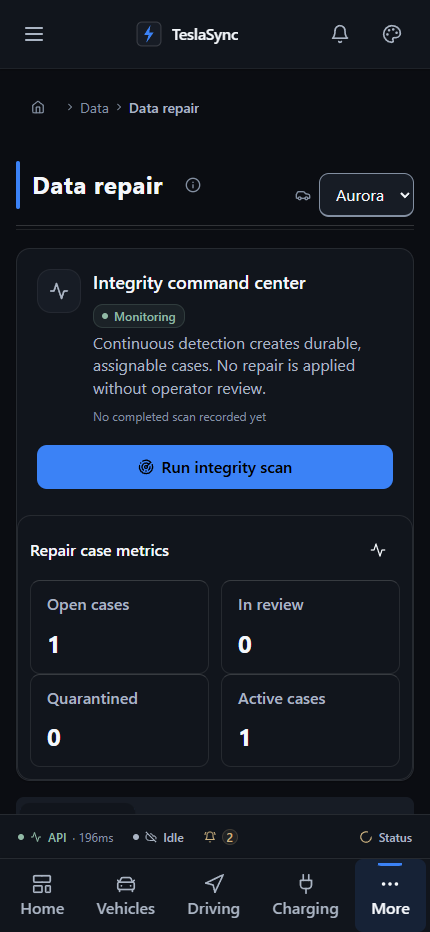 TeslaSync
Data
Data repair
Data repair
Aurora
Integrity command center
Monitoring
Continuous detection creates durable,
assignable cases. No repair is applied
without operator review.
No completed scan recorded yet
Run integrity scan
Repair case metrics
Open cases
In review
1
0
Quarantined
Active cases
0
1
API · 196ms
Idle
2
Status
Home
Vehicles
Driving
Charging
More